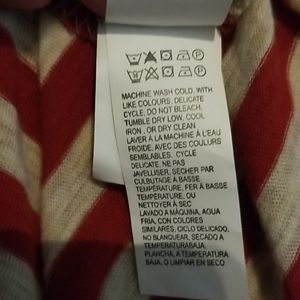 MACHINE WASH COLD, WITH
LIKE COLOURS, DELICATE
CYCLE, DO NOT BLEACH,
TUMBLE DRY LOW, COOL
IRON, OR DRY CLEAN
LAVER À LA MACHINE À L'EAU
FROIDE, AVEC DES COULEURS
SEMBLABLES, CYCLE
DÉLICATE, NE PAS
JAVELLISER, SÉCHER PAR
CULBUTAGE À BASSE
TEMPÉRATURE, FER À BASSE
TEMPÉRATURE, OU
NETTOYER À SEC
LAVADO A MÁQUINA, AGUA
FRÍA, CON COLORES
SIMILARES, CICLO DELICADO,
NO BLANQUEAR, SECADO A
TEMPERATURABAJA,
PLANCHA, A TEMPERATURA
BAJA, O LIMPIAR EN SECO